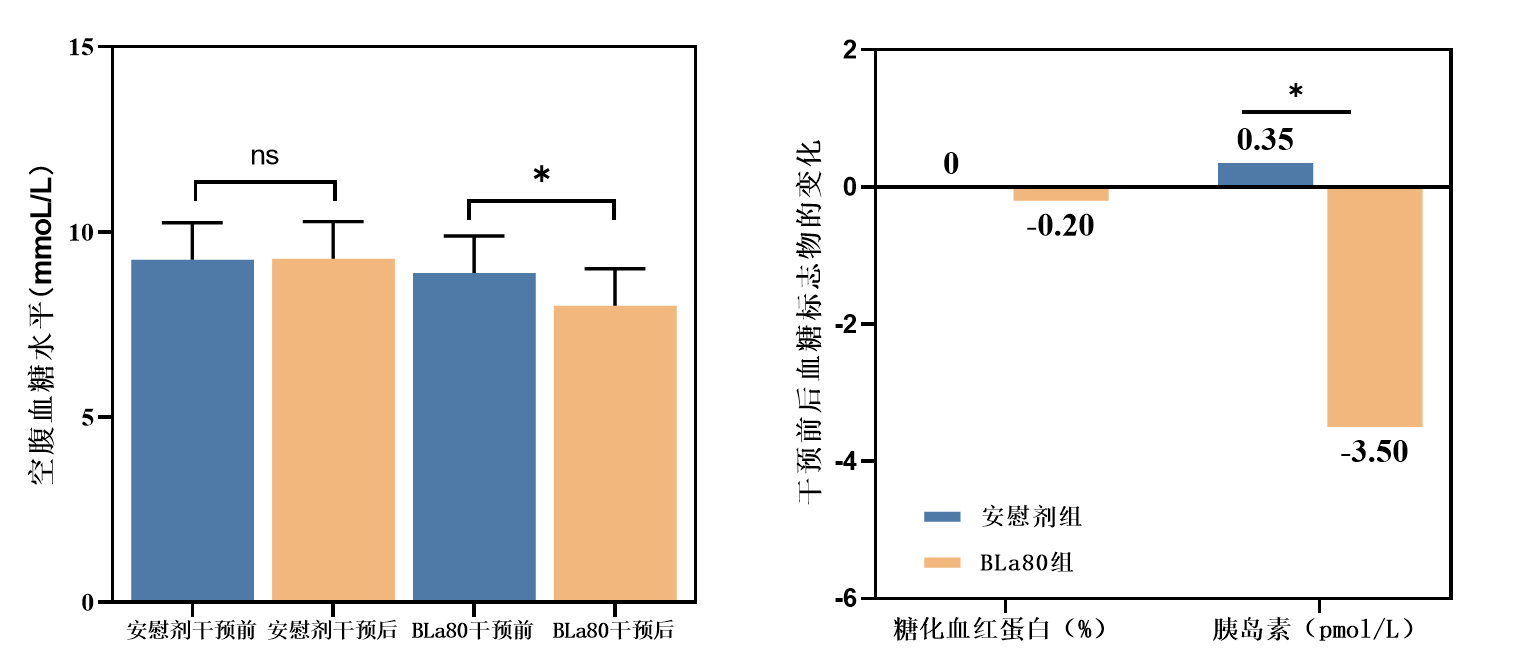 空腹血糖水平(mmoL/L)
15
10
5
0
ns
*
安慰剂干预前
安慰剂干预后
BLa80干预前
BLa80干预后
干预前后血糖标志物的变化
2
0
-2
-4
-6
0
-0.20
*
0.35
-3.50
安慰剂组
BLa80组
糖化血红蛋白（%）
胰岛素（pmol/L）